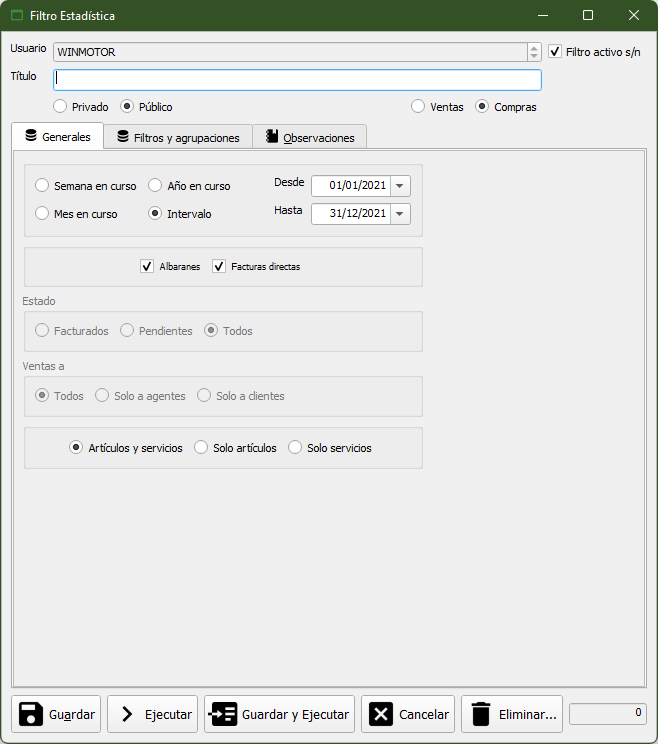 Filtro Estadística
Usuario WINMOTOR Filtro activo s/n
Título
Privado Público Ventas Compras
Generales Filtros y agrupaciones Observaciones
Semana en curso Año en curso Desde 01/01/2021
Mes en curso Intervalo Hasta 31/12/2021
Albaranes Facturas directas
Estado
Facturados Pendientes Todos
Ventas a
Todos Solo a agentes Solo a clientes
Artículos y servicios Solo artículos Solo servicios
Guardar Ejecutar Guardar y Ejecutar Cancelar Eliminar... 0